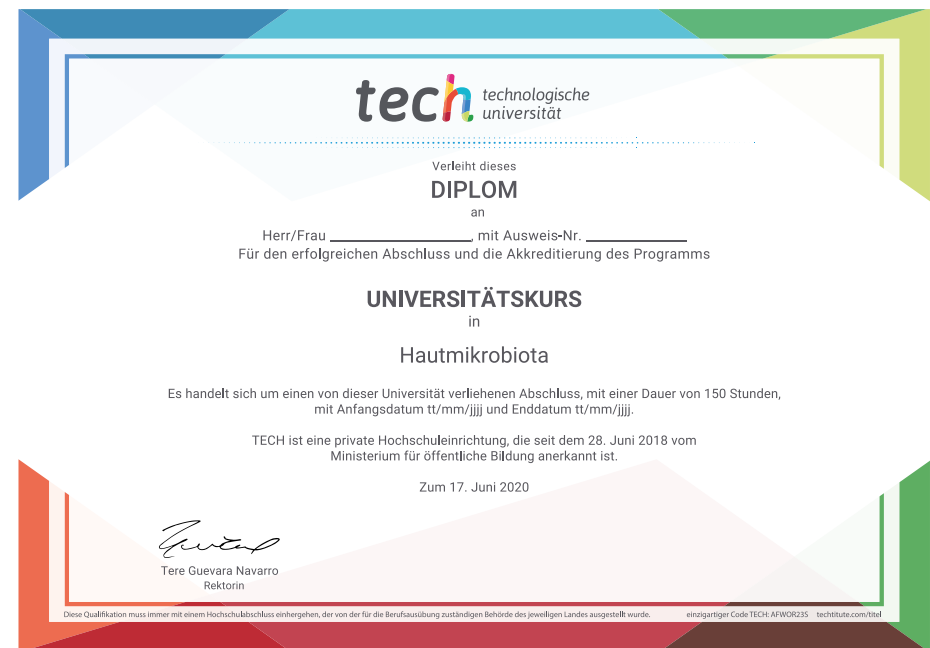 tech technologische
universität
Verleiht dieses
DIPLOM
an
Herr/Frau ____________________, mit Ausweis-Nr. ______________
Für den erfolgreichen Abschluss und die Akkreditierung des Programms
UNIVERSITÄTSKURS
in
Hautmikrobiota
Es handelt sich um einen von dieser Universität verliehenen Abschluss, mit einer Dauer von 150 Stunden,
mit Anfangsdatum tt/mm/jjjj und Enddatum tt/mm/jjjj.
TECH ist eine private Hochschuleinrichtung, die seit dem 28. Juni 2018 vom
Ministerium für öffentliche Bildung anerkannt ist.
Zum 17. Juni 2020
Tere Guevara Navarro
Rektorin
Diese Qualifikation muss immer mit einem Hochschulabschluss einhergehen, der von der für die Berufsausübung zuständigen Behörde des jeweiligen Landes ausgestellt wurde. einzigartiger Code TECH: AFWOR23S techtitute.com/titel